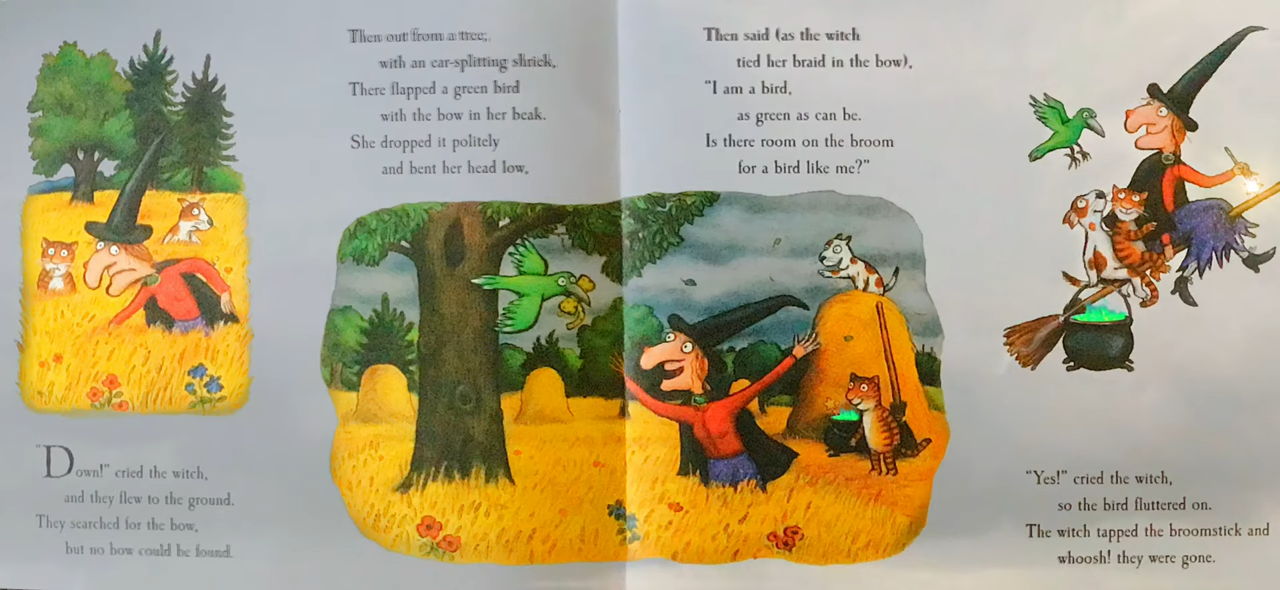 "Down!" cried the witch,
and they flew to the ground.
They searched for the bow,
but no bow could be found.
Then out from a tree,
with an ear-splitting shriek,
There flapped a green bird
with the bow in her beak.
She dropped it politely
and bent her head low,
Then said (as the witch
tied her braid in the bow),
"I am a bird,
as green as can be.
Is there room on the broom
for a bird like me?"
"Yes!" cried the witch,
so the bird fluttered on.
The witch tapped the broomstick and
whoosh! they were gone.